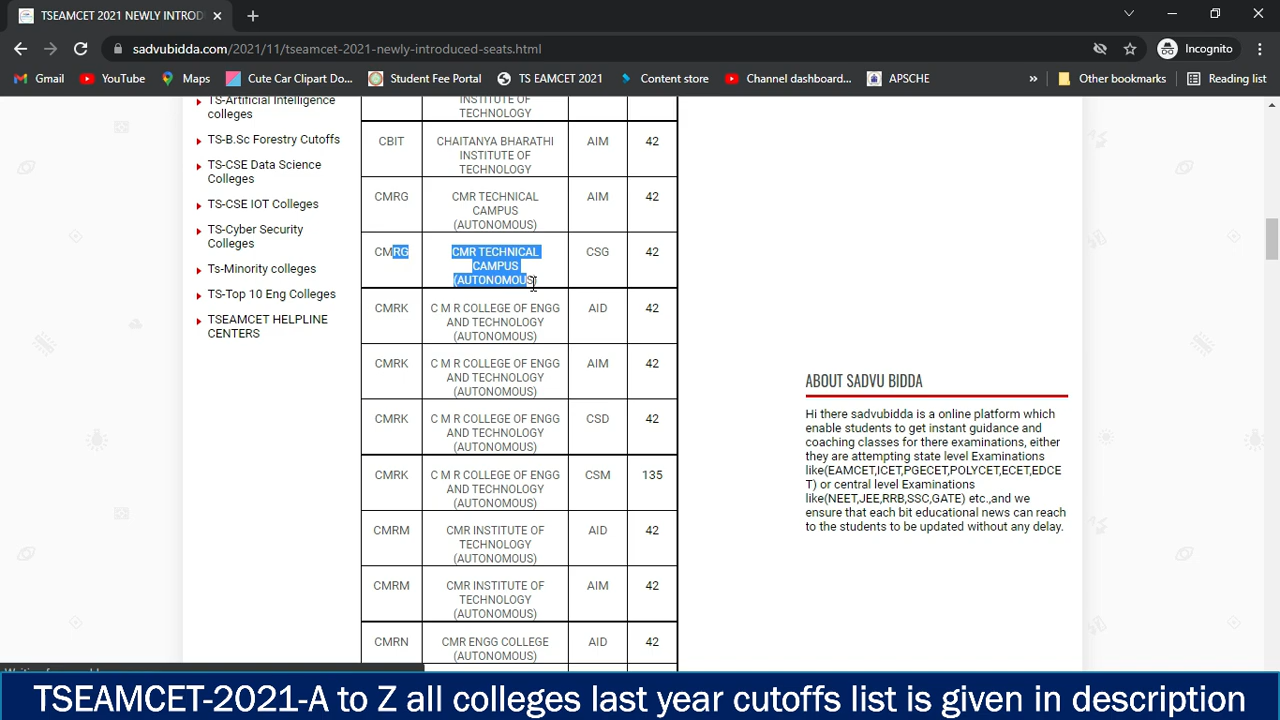 TSEAMCET 2021 NEWLY INTROD
Incognito
sadvubidda.com/2021/11/tseamcet-2021-newly-introduced-seats.html
Gmail YouTube Maps Cute Car Clipart Do... Student Fee Portal TS EAMCET 2021 Content store Channel dashboard... APSCHE » Other bookmarks Reading list
TS-Artificial Intelligence
colleges
TS-B.Sc Forestry Cutoffs
TS-CSE Data Science
Colleges
TS-CSE IOT Colleges
TS-Cyber Security
Colleges
Ts-Minority colleges
TS-Top 10 Eng Colleges
TSEAMCET HELPLINE
CENTERS
INSTITUTE OF
TECHNOLOGY
CBIT CHAITANYA BHARATHI AIM 42
INSTITUTE OF
TECHNOLOGY
CMRG CMR TECHNICAL AIM 42
CAMPUS
(AUTONOMOUS)
CMRG CMR TECHNICAL CSG 42
CAMPUS
(AUTONOMOUS)
CMRK C M R COLLEGE OF ENGG AID 42
AND TECHNOLOGY
(AUTONOMOUS)
CMRK C M R COLLEGE OF ENGG AIM 42
AND TECHNOLOGY
(AUTONOMOUS)
CMRK C M R COLLEGE OF ENGG CSD 42
AND TECHNOLOGY
(AUTONOMOUS)
CMRK C M R COLLEGE OF ENGG CSM 135
AND TECHNOLOGY
(AUTONOMOUS)
CMRM CMR INSTITUTE OF AID 42
TECHNOLOGY
(AUTONOMOUS)
CMRM CMR INSTITUTE OF AIM 42
TECHNOLOGY
(AUTONOMOUS)
CMRN CMR ENGG COLLEGE AID 42
(AUTONOMOUS)
ABOUT SADVU BIDDA
Hi there sadvubidda is a online platform which
enable students to get instant guidance and
coaching classes for there examinations, either
they are attempting state level Examinations
like(EAMCET,ICET,PGECET,POLYCET,ECET,EDCE
T) or central level Examinations
like(NEET,JEE,RRB,SSC,GATE) etc.,and we
ensure that each bit educational news can reach
to the students to be updated without any delay.
TSEAMCET-2021-A to Z all colleges last year cutoffs list is given in description